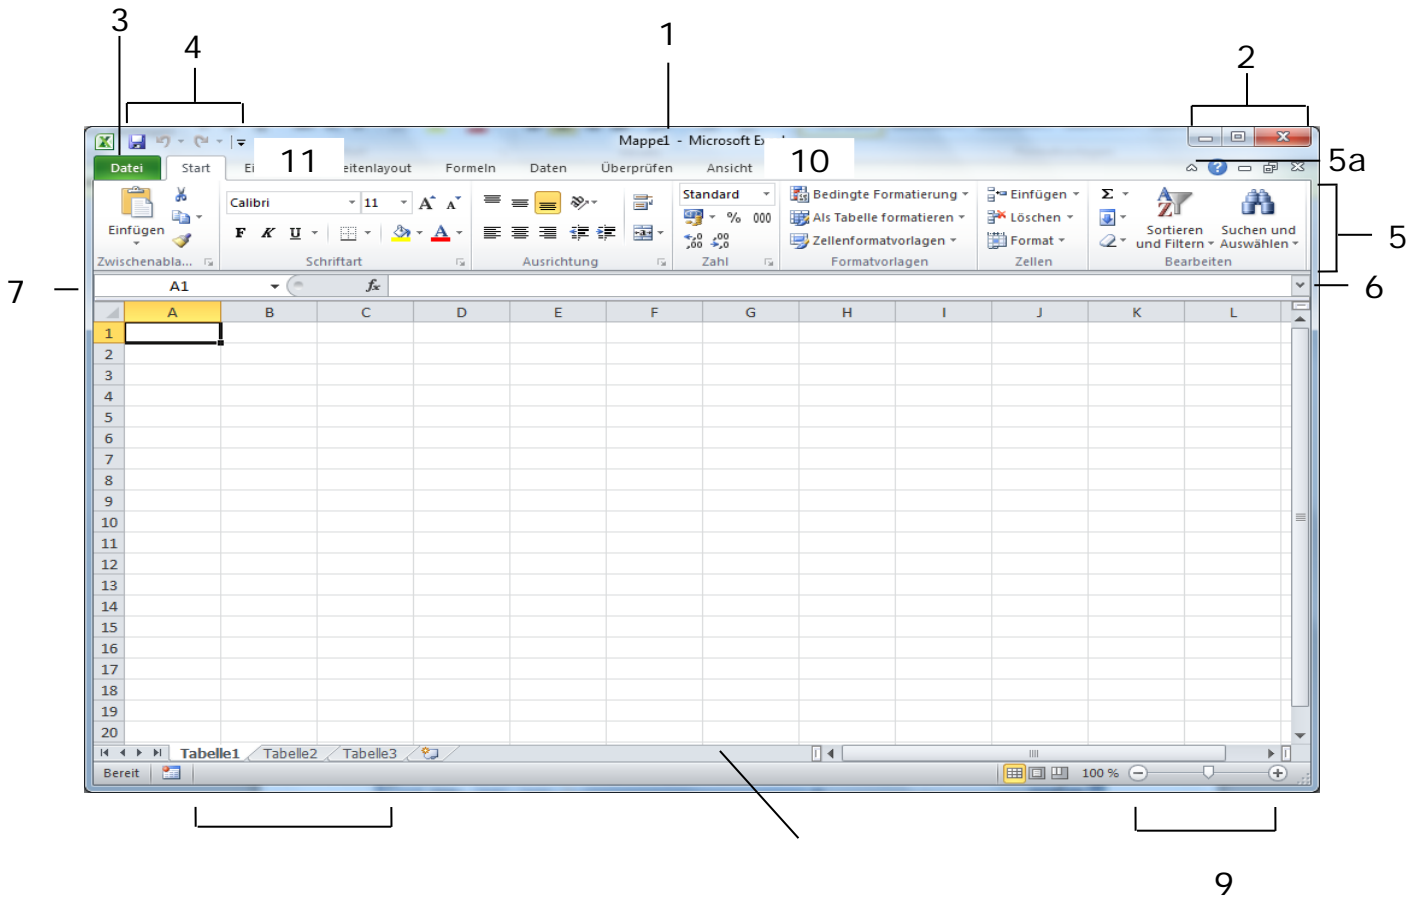 3
4
1
2
Mappe1 - Microsoft Ex
11
10
5a
Datei Start Ei eitenlayout Formeln Daten Überprüfen Ansicht
Calibri 11
Standard
Bedingte Formatierung
Einfügen
Σ
Einfügen
F K U
A A
A
% 000
Als Tabelle formatieren
Löschen
Sortieren und Filtern
Suchen und Auswählen
Zellenformatvorlagen
Format
5
Zwischenabla... Schriftart Ausrichtung Zahl Formatvorlagen Zellen Bearbeiten
7
A1
fx
6
A B C D E F G H I J K L
1
2
3
4
5
6
7
8
9
10
11
12
13
14
15
16
17
18
19
20
Tabelle1 Tabelle2 Tabelle3
Bereit
100 %
9